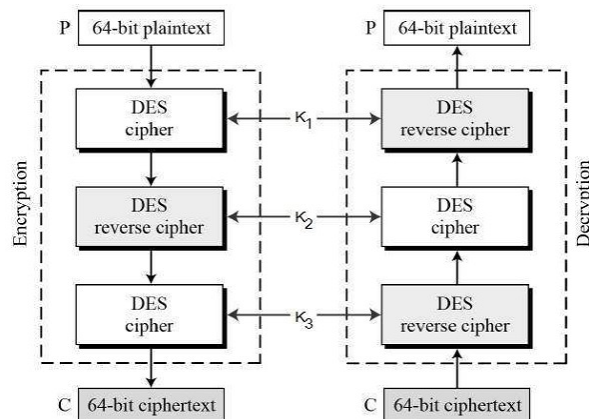 P 64-bit plaintext
P 64-bit plaintext
Encryption
DES
cipher
K1
DES
reverse cipher
DES
reverse cipher
K2
DES
cipher
DES
cipher
K3
DES
reverse cipher
Decryption
C 64-bit ciphertext
C 64-bit ciphertext